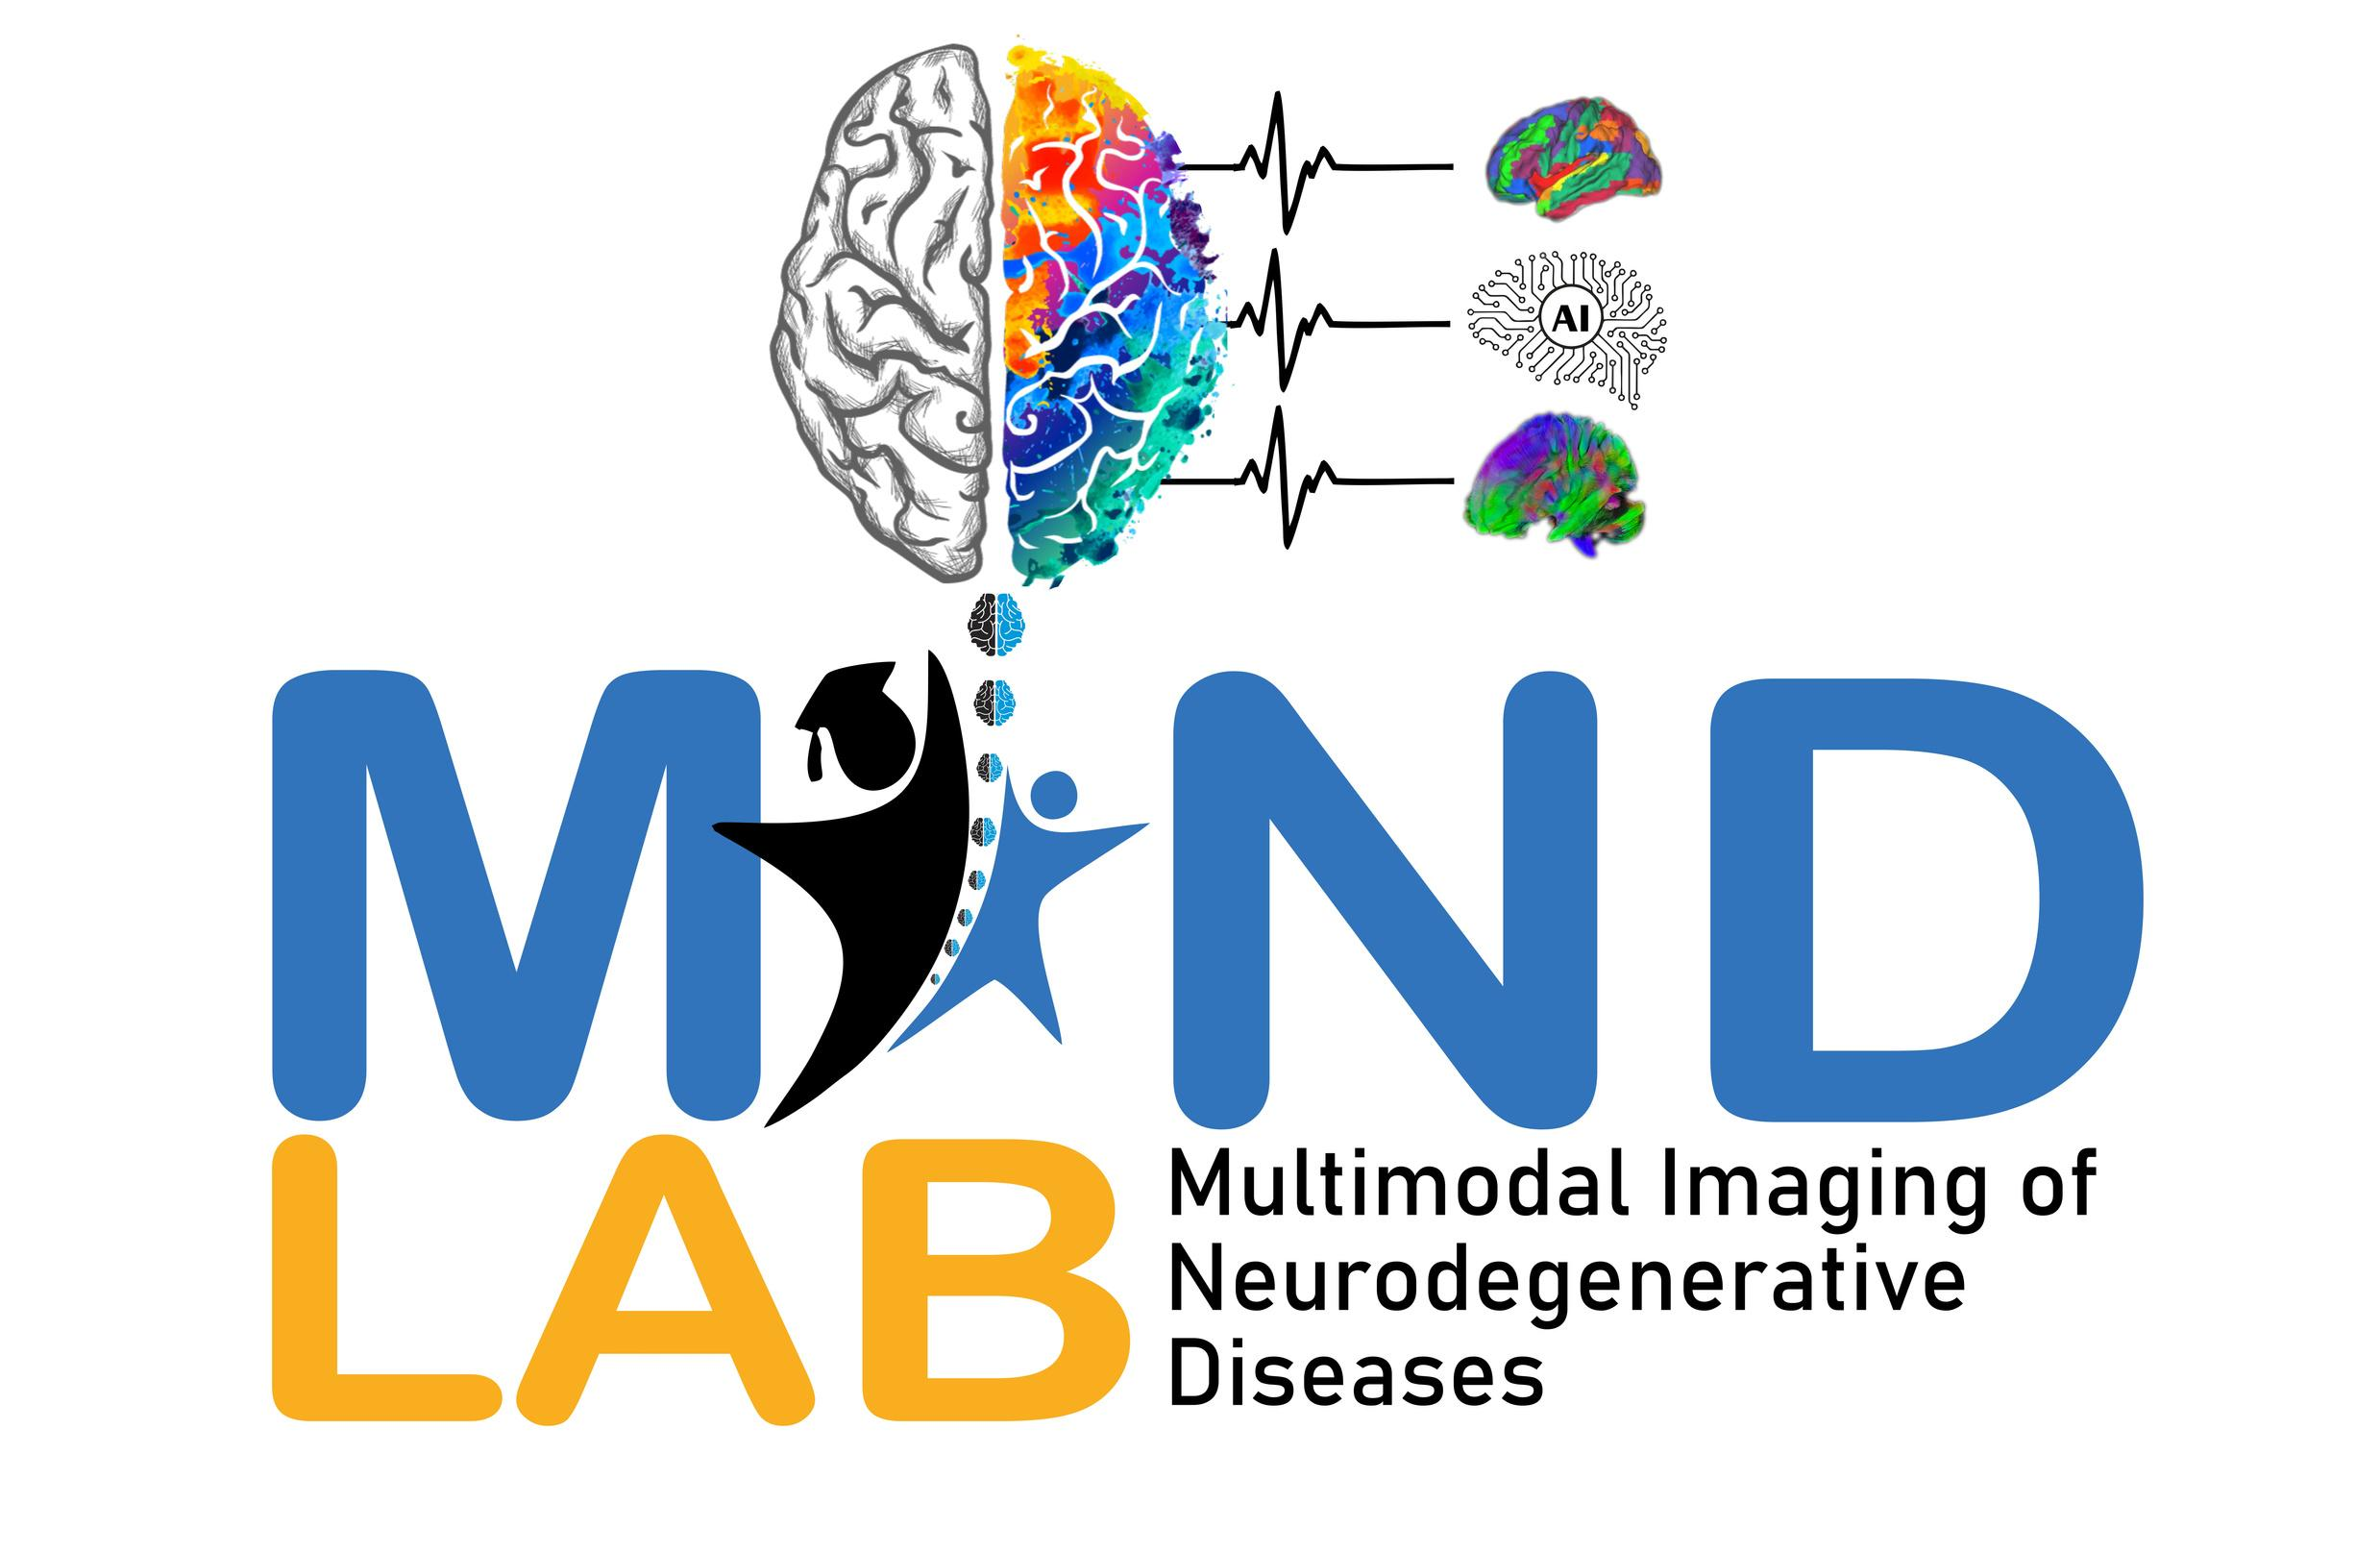 AI
MIND
LAB
Multimodal Imaging of
Neurodegenerative
Diseases